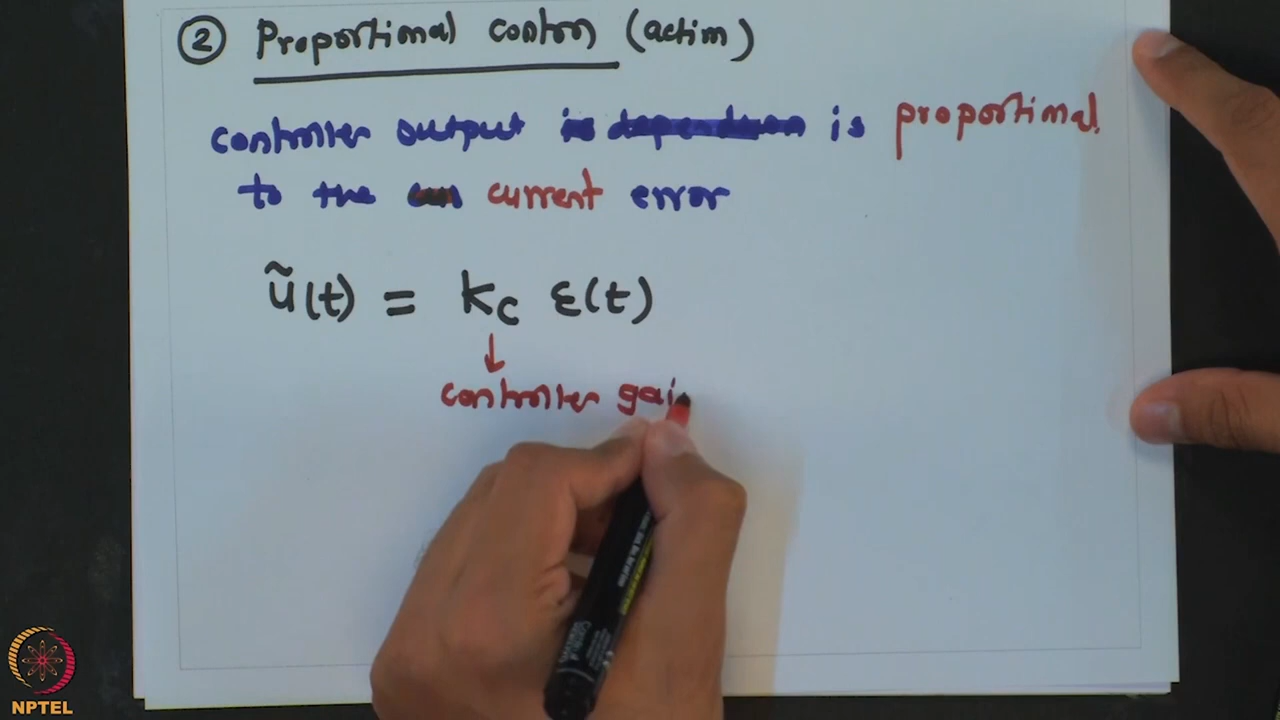 ② Proportional control (action)
controller output is proportional
to the current error
ũ(t) = Kc ε(t)
↓
controller gai
NPTEL